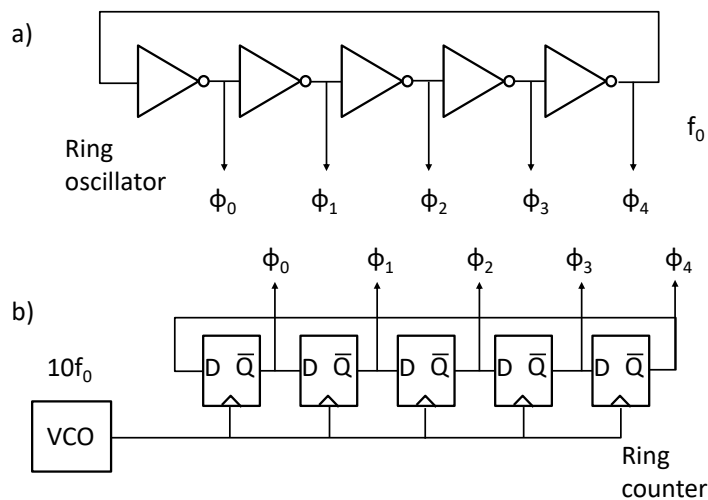 a)
f₀
Ring
oscillator
ϕ₀ ϕ₁ ϕ₂ ϕ₃ ϕ₄
ϕ₀ ϕ₁ ϕ₂ ϕ₃ ϕ₄
b)
D Q̅ D Q̅ D Q̅ D Q̅ D Q̅
10f₀
VCO
Ring
counter